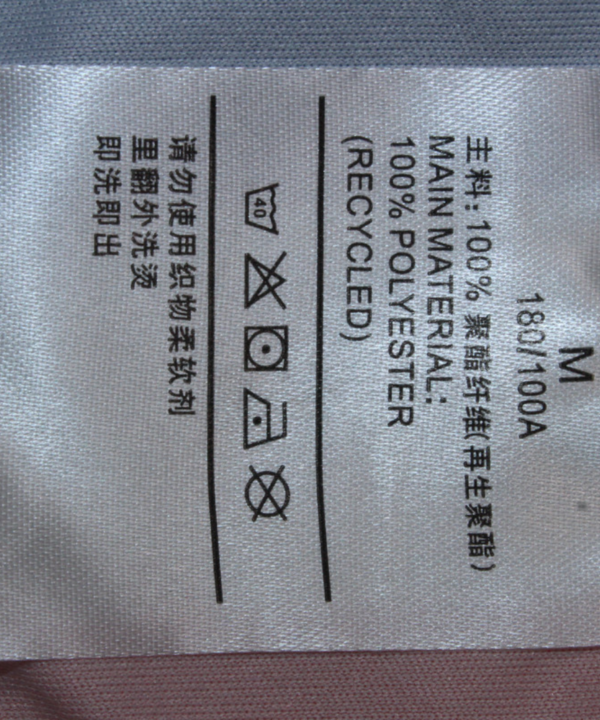 M
180/100A
主料:100% 聚酯纤维(再生聚酯)
MAIN MATERIAL:
100% POLYESTER
(RECYCLED)
40
请勿使用织物柔软剂
里翻外洗烫
即洗即出